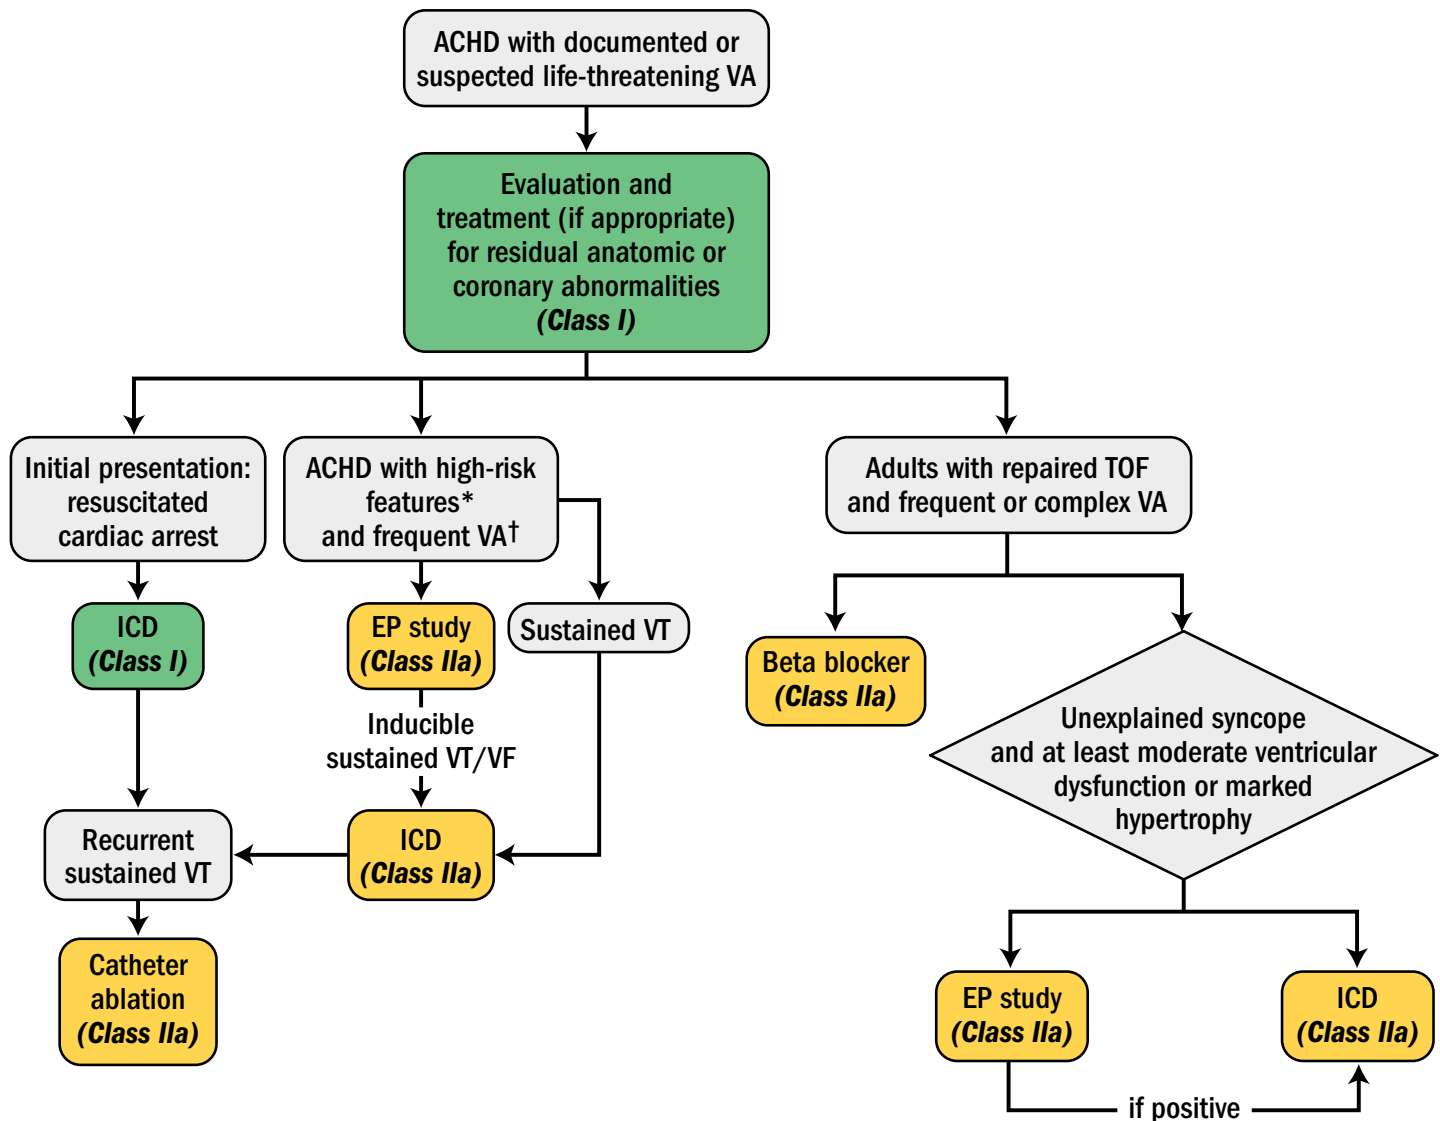 ACHD with documented or
suspected life-threatening VA
Evaluation and
treatment (if appropriate)
for residual anatomic or
coronary abnormalities
(Class I)
Initial presentation:
resuscitated
cardiac arrest
ACHD with high-risk
features*
and frequent VA†
Adults with repaired TOF
and frequent or complex VA
ICD
(Class I)
EP study
(Class IIa)
Sustained VT
Beta blocker
(Class IIa)
Inducible
sustained VT/VF
Unexplained syncope
and at least moderate ventricular
dysfunction or marked
hypertrophy
Recurrent
sustained VT
ICD
(Class IIa)
Catheter
ablation
(Class IIa)
EP study
(Class IIa)
ICD
(Class IIa)
if positive